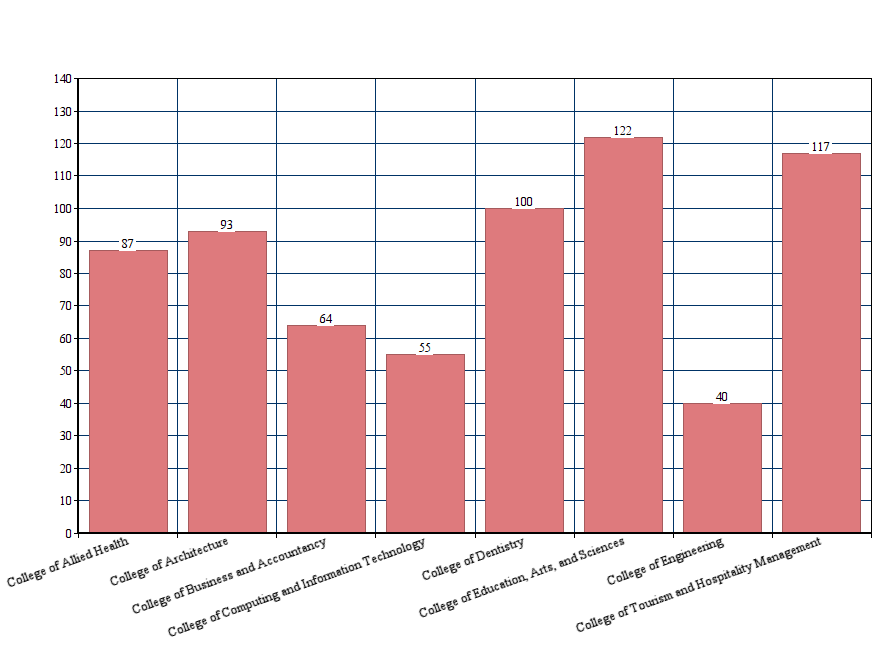 140
130
120
110
100
90
80
70
60
50
40
30
20
10
0
87
93
64
55
100
122
40
117
College of Allied Health
College of Architecture
College of Business and Accountancy
College of Computing and Information Technology
College of Dentistry
College of Education, Arts, and Sciences
College of Engineering
College of Tourism and Hospitality Management